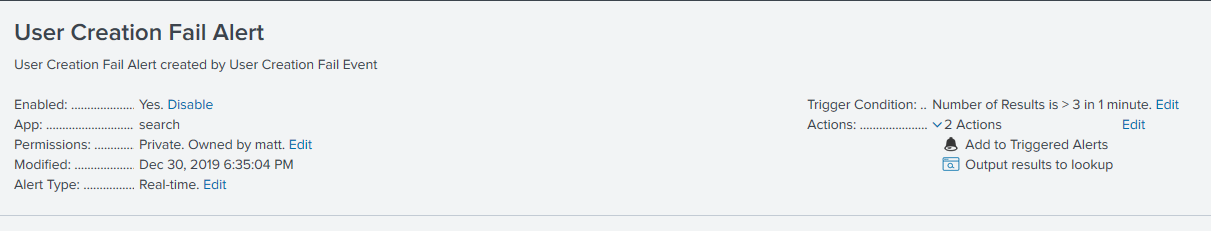 User Creation Fail Alert
User Creation Fail Alert created by User Creation Fail Event
Enabled: ................... Yes. Disable
App: .......................... search
Permissions: ............ Private. Owned by matt. Edit
Modified: .................. Dec 30, 2019 6:35:04 PM
Alert Type: ................ Real-time. Edit
Trigger Condition: .. Number of Results is > 3 in 1 minute. Edit
Actions: ..................... 2 Actions Edit
Add to Triggered Alerts
Output results to lookup